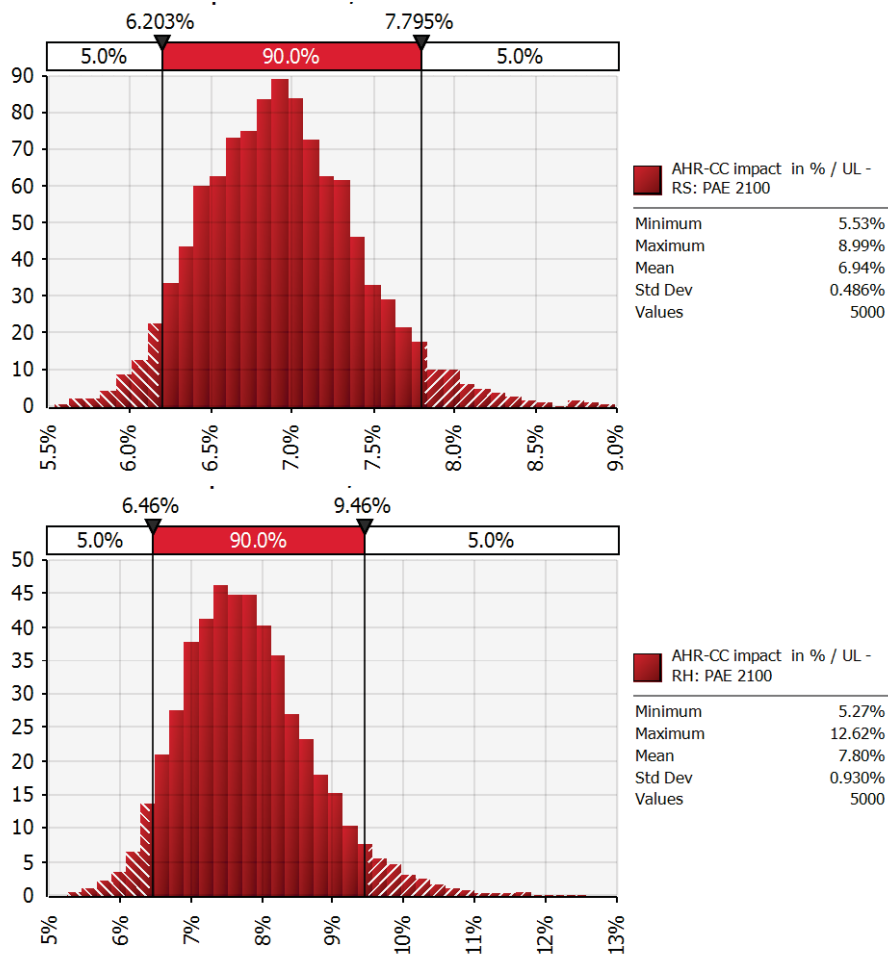 6.203% 7.795%
5.0% 90.0% 5.0%
90
80
70
60
50
40
30
20
10
0
5.5% 6.0% 6.5% 7.0% 7.5% 8.0% 8.5% 9.0%
AHR-CC impact in % / UL -
RS: PAE 2100
Minimum 5.53%
Maximum 8.99%
Mean 6.94%
Std Dev 0.486%
Values 5000
6.46% 9.46%
5.0% 90.0% 5.0%
50
45
40
35
30
25
20
15
10
5
0
5% 6% 7% 8% 9% 10% 11% 12% 13%
AHR-CC impact in % / UL -
RH: PAE 2100
Minimum 5.27%
Maximum 12.62%
Mean 7.80%
Std Dev 0.930%
Values 5000